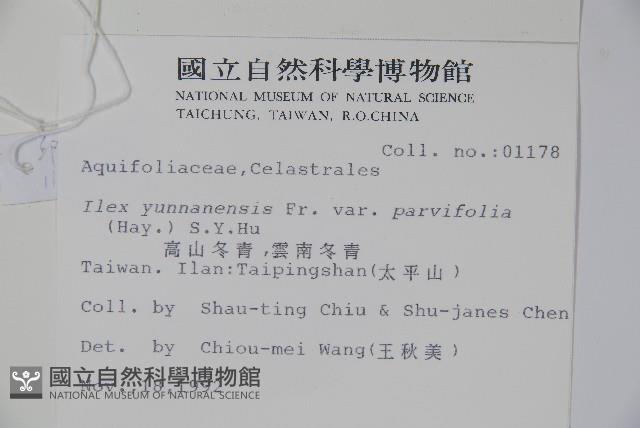 國立自然科學博物館
NATIONAL MUSEUM OF NATURAL SCIENCE
TAICHUNG, TAIWAN, R.O.CHINA
Coll. no.:01178
Aquifoliaceae,Celastrales
Ilex yunnanensis Fr. var. parvifolia
(Hay.) S.Y.Hu
高山冬青,雲南冬青
Taiwan. Ilan:Taipingshan(太平山)
Coll. by Shau-ting Chiu & Shu-janes Chen
Det. by Chiou-mei Wang(王秋美)
Nov. 18,1992
國立自然科學博物館
NATIONAL MUSEUM OF NATURAL SCIENCE